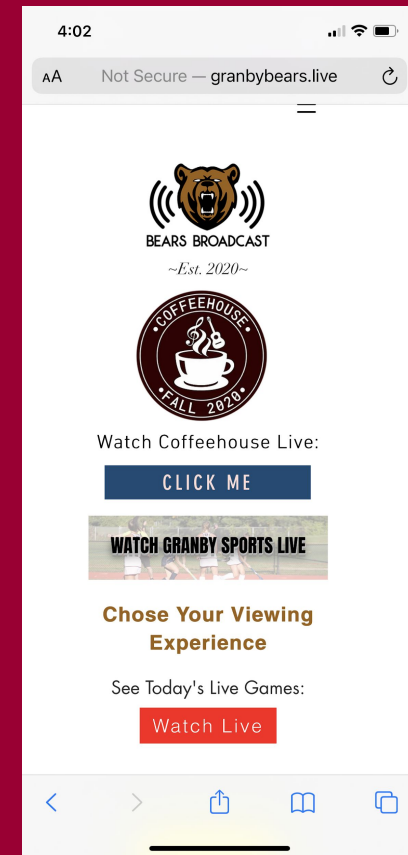 4:02
AA Not Secure — granbybears.live
BEARS BROADCAST
~Est. 2020~
•COFFEEHOUSE•
FALL 2020
Watch Coffeehouse Live:
CLICK ME
WATCH GRANBY SPORTS LIVE
Chose Your Viewing
Experience
See Today's Live Games:
Watch Live